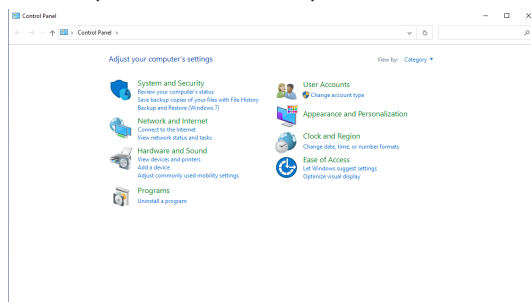 Control Panel
Control Panel
Adjust your computer's settings
View by: Category
System and Security
Review your computer's status
Save backup copies of your files with File History
Backup and Restore (Windows 7)
Network and Internet
Connect to the Internet
View network status and tasks
Hardware and Sound
View devices and printers
Add a device
Adjust commonly used mobility settings
Programs
Uninstall a program
User Accounts
Change account type
Appearance and Personalization
Clock and Region
Change date, time, or number formats
Ease of Access
Let Windows suggest settings
Optimize visual display